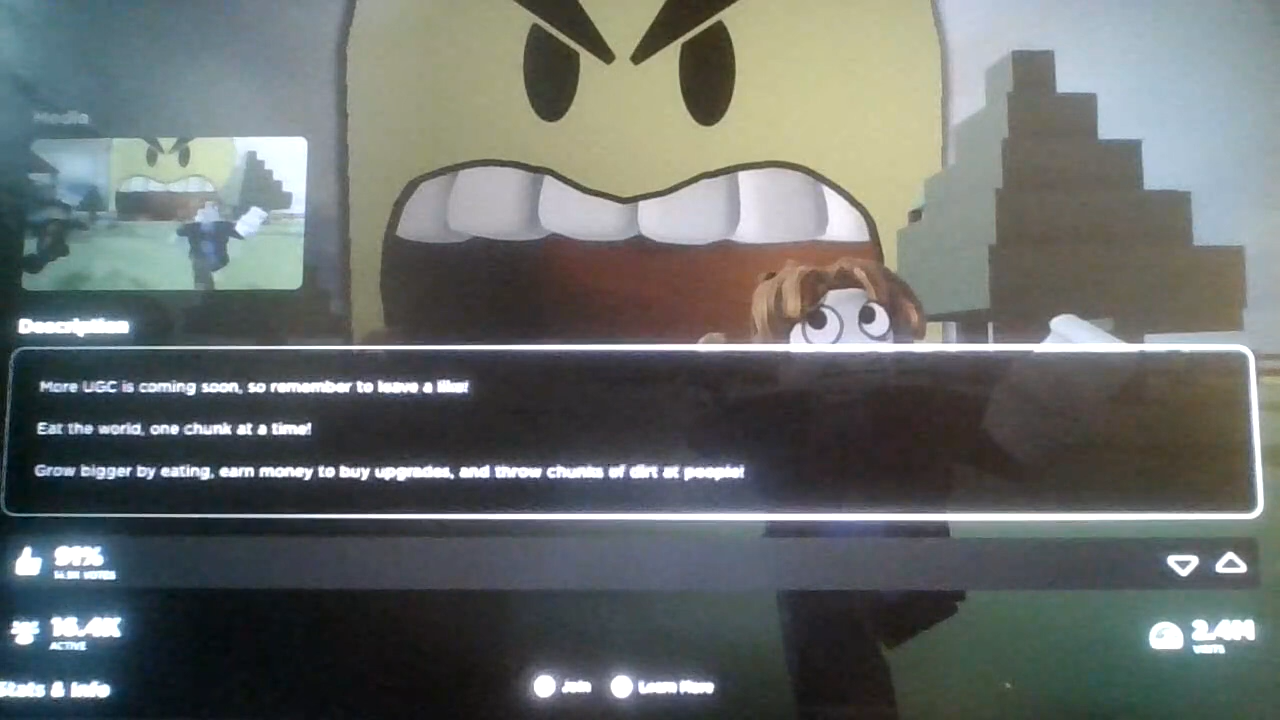 Media
Description
More UGC is coming soon, so remember to leave a like!
Eat the world, one chunk at a time!
Grow bigger by eating, earn money to buy upgrades, and throw chunks of dirt at people!
91%
VOTES
ACTIVE
2.4M
VISITS
Stats & Info
Join
Learn More